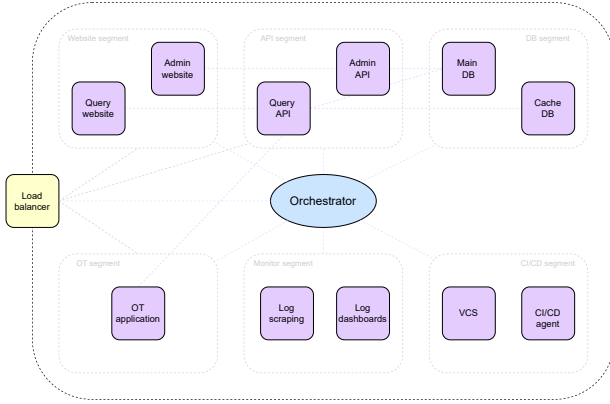 Website segment
API segment
DB segment
Admin
website
Admin
API
Main
DB
Query
website
Query
API
Cache
DB
Load
balancer
Orchestrator
OT segment
Monitor segment
CI/CD segment
OT
application
Log
scraping
Log
dashboards
VCS
CI/CD
agent